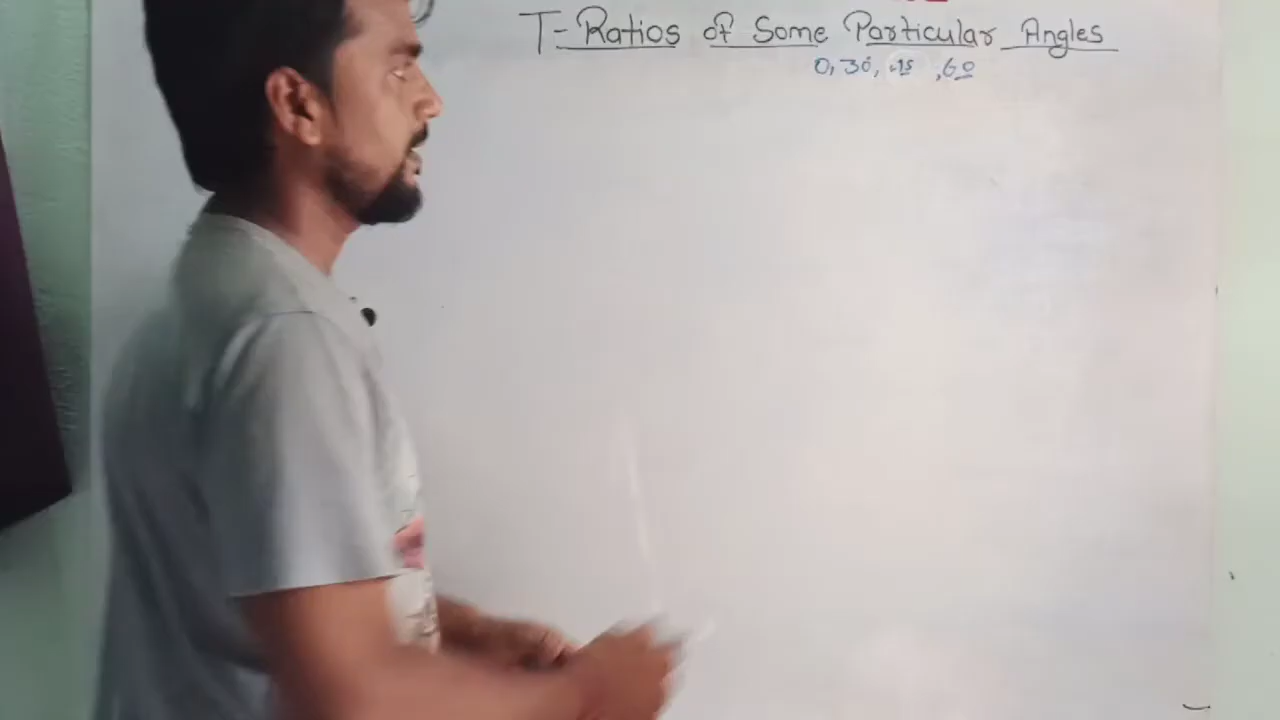 T-Ratios of Some Particular Angles
0, 30, 45, 60